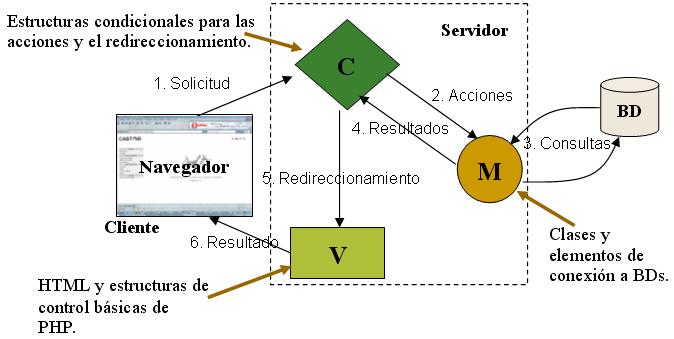 Estructuras condicionales para las
acciones y el redireccionamiento.
Servidor
C
1. Solicitud
2. Acciones
BD
4. Resultados
3. Consultas
Navegador
M
5. Redireccionamiento
Cliente
6. Resultado
V
Clases y
elementos de
conexión a BDs.
HTML y estructuras de
control básicas de
PHP.